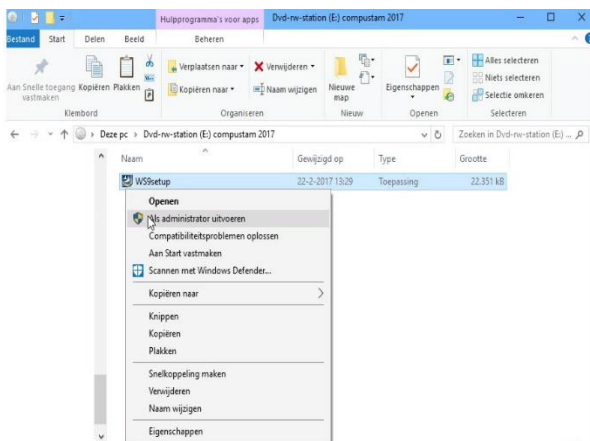 Hulpprogramma's voor apps
Dvd-rw-station (E:) compustam 2017
Bestand
Start
Delen
Beeld
Beheren
Aan Snelle toegang vastmaken
Kopiëren
Plakken
Verplaatsen naar
Kopiëren naar
Verwijderen
Naam wijzigen
Nieuwe map
Eigenschappen
Alles selecteren
Niets selecteren
Selectie omkeren
Klembord
Organiseren
Nieuw
Openen
Selecteren
Deze pc > Dvd-rw-station (E:) compustam 2017
Zoeken in Dvd-rw-station (E:) ...
Naam
Gewijzigd op
Type
Grootte
WS9setup
22-2-2017 13:29
Toepassing
22.351 kB
Openen
Als administrator uitvoeren
Compatibiliteitsproblemen oplossen
Aan Start vastmaken
Scannen met Windows Defender...
Kopiëren naar
Knippen
Kopiëren
Plakken
Snelkoppeling maken
Verwijderen
Naam wijzigen
Eigenschappen